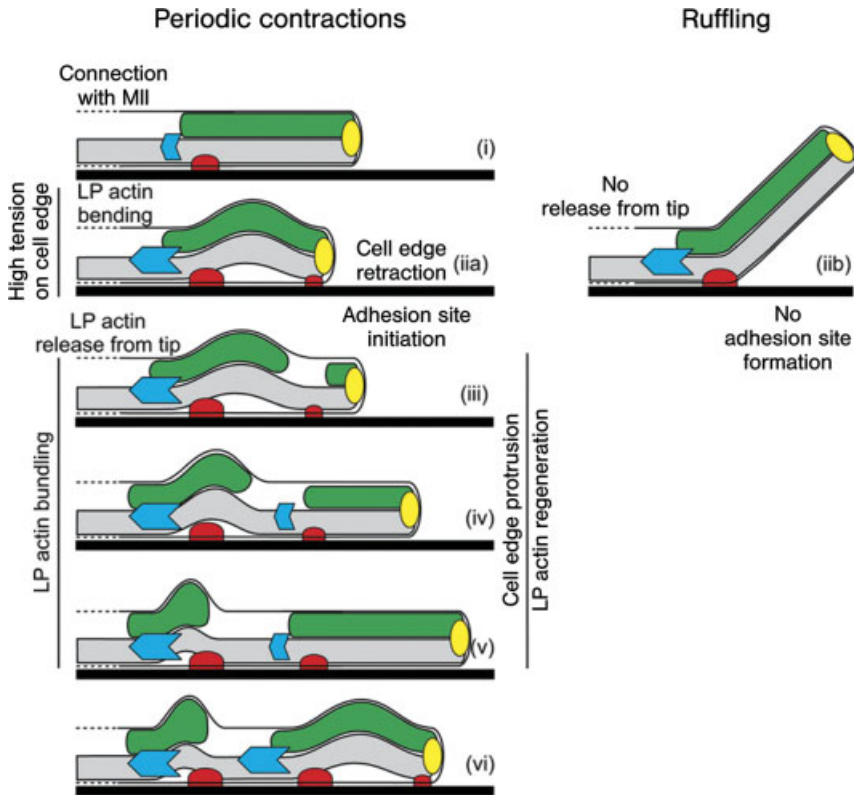 Periodic contractions
Ruffling
Connection
with MII
(i)
High tension
on cell edge
LP actin
bending
Cell edge
retraction
(iia)
No
release from tip
(iib)
No
adhesion site
formation
LP actin
release from tip
Adhesion site
initiation
(iii)
LP actin bundling
(iv)
Cell edge protrusion
LP actin regeneration
(v)
(vi)